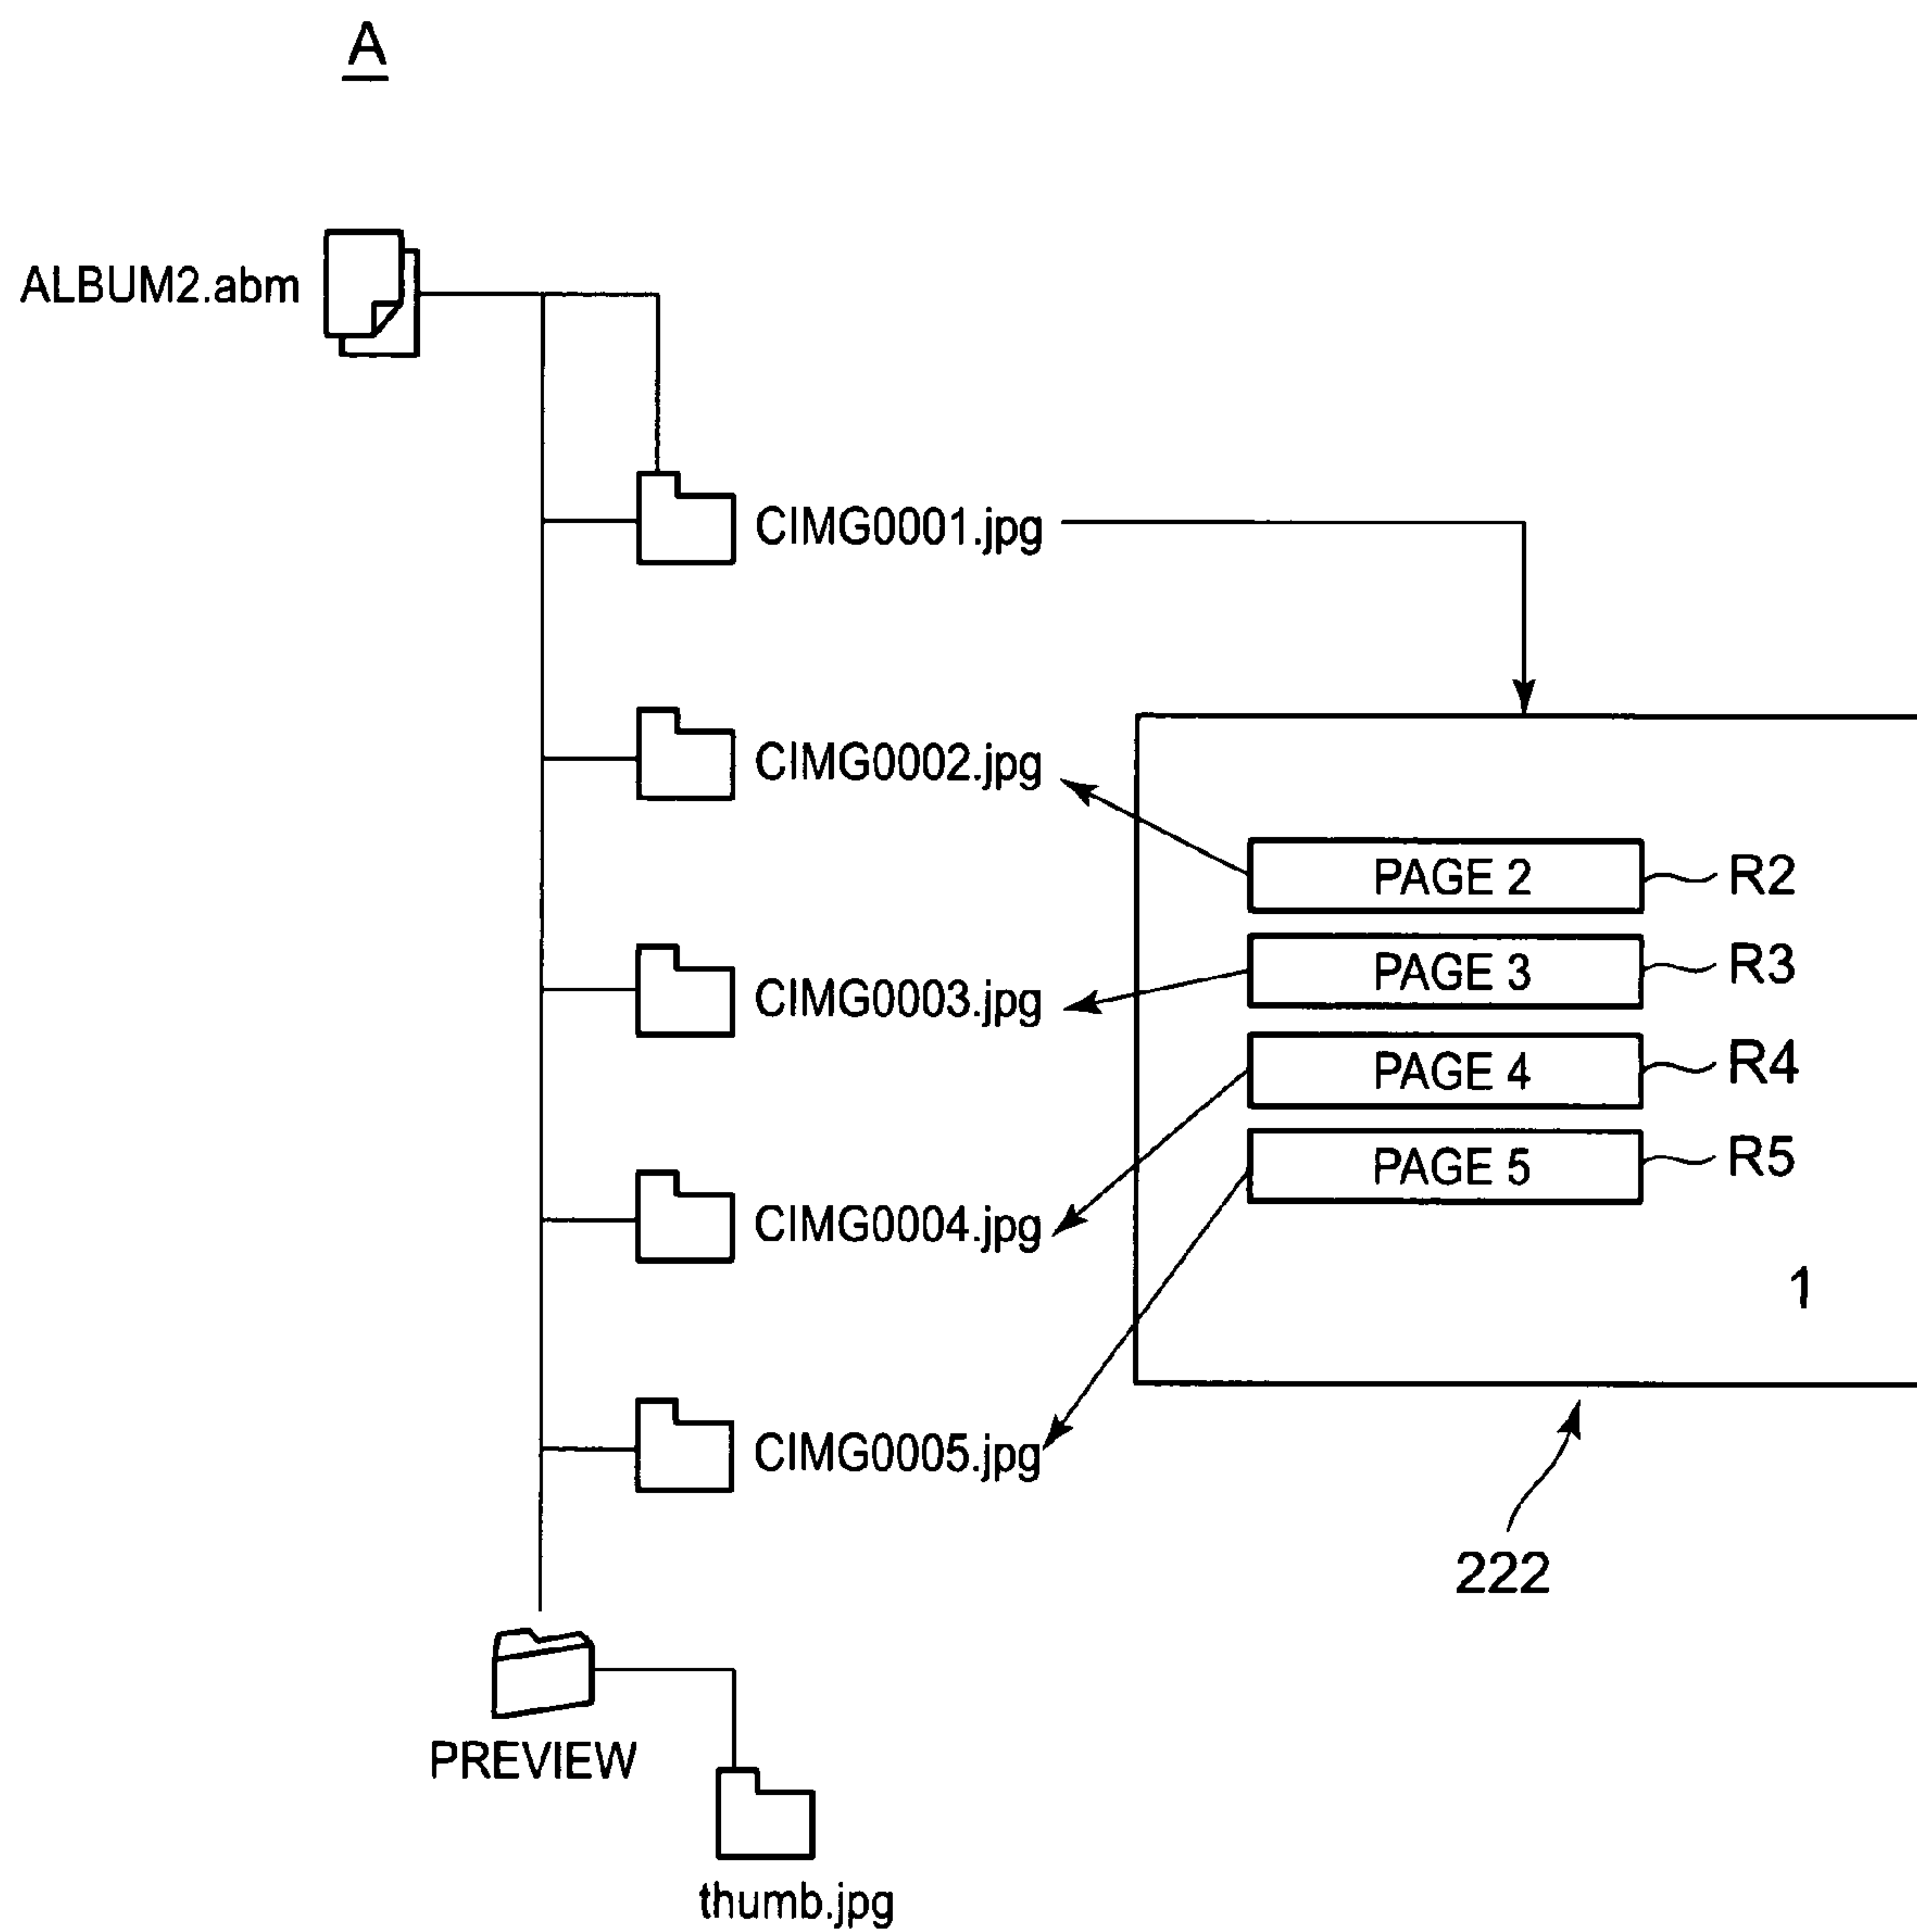 A
ALBUM2.abm
CIMG0001.jpg
CIMG0002.jpg
PAGE 2 R2
CIMG0003.jpg
PAGE 3 R3
PAGE 4 R4
CIMG0004.jpg
PAGE 5 R5
1
CIMG0005.jpg
222
PREVIEW
thumb.jpg